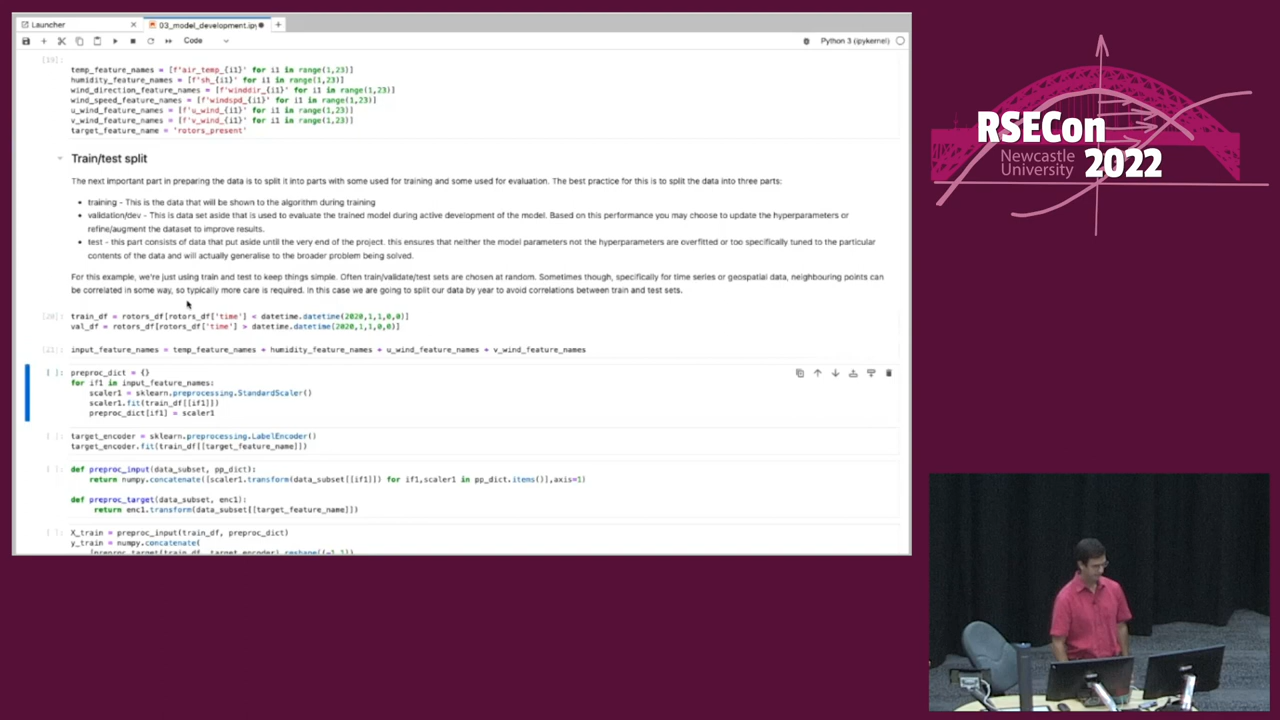 Launcher
03_model_development.ipy
Code
Python 3 (ipykernel)
[19]:
temp_feature_names = [f'air_temp_{i1}' for i1 in range(1,23)]
humidity_feature_names = [f'sh_{i1}' for i1 in range(1,23)]
wind_direction_feature_names = [f'winddir_{i1}' for i1 in range(1,23)]
wind_speed_feature_names = [f'windspd_{i1}' for i1 in range(1,23)]
u_wind_feature_names = [f'u_wind_{i1}' for i1 in range(1,23)]
v_wind_feature_names = [f'v_wind_{i1}' for i1 in range(1,23)]
target_feature_name = 'rotors_present'
Train/test split
The next important part in preparing the data is to split it into parts with some used for training and some used for evaluation. The best practice for this is to split the data into three parts:
training - This is the data that will be shown to the algorithm during training
validation/dev - This is data set aside that is used to evaluate the trained model during active development of the model. Based on this performance you may choose to update the hyperparameters or
refine/augment the dataset to improve results.
test - this part consists of data that put aside until the very end of the project. this ensures that neither the model parameters not the hyperparameters are overfitted or too specifically tuned to the particular
contents of the data and will actually generalise to the broader problem being solved.
For this example, we're just using train and test to keep things simple. Often train/validate/test sets are chosen at random. Sometimes though, specifically for time series or geospatial data, neighbouring points can
be correlated in some way, so typically more care is required. In this case we are going to split our data by year to avoid correlations between train and test sets.
[20]: train_df = rotors_df[rotors_df['time'] < datetime.datetime(2020,1,1,0,0)]
val_df = rotors_df[rotors_df['time'] > datetime.datetime(2020,1,1,0,0)]
[21]: input_feature_names = temp_feature_names + humidity_feature_names + u_wind_feature_names + v_wind_feature_names
[ ]: preproc_dict = {}
for if1 in input_feature_names:
scaler1 = sklearn.preprocessing.StandardScaler()
scaler1.fit(train_df[[if1]])
preproc_dict[if1] = scaler1
[ ]: target_encoder = sklearn.preprocessing.LabelEncoder()
target_encoder.fit(train_df[[target_feature_name]])
[ ]: def preproc_input(data_subset, pp_dict):
return numpy.concatenate([scaler1.transform(data_subset[[if1]]) for if1,scaler1 in pp_dict.items()],axis=1)
def preproc_target(data_subset, enc1):
return enc1.transform(data_subset[[target_feature_name]])
[ ]: X_train = preproc_input(train_df, preproc_dict)
y_train = numpy.concatenate(
[preproc_target(train_df, target_encoder).reshape((-1,1)),
RSECon
Newcastle
University
2022